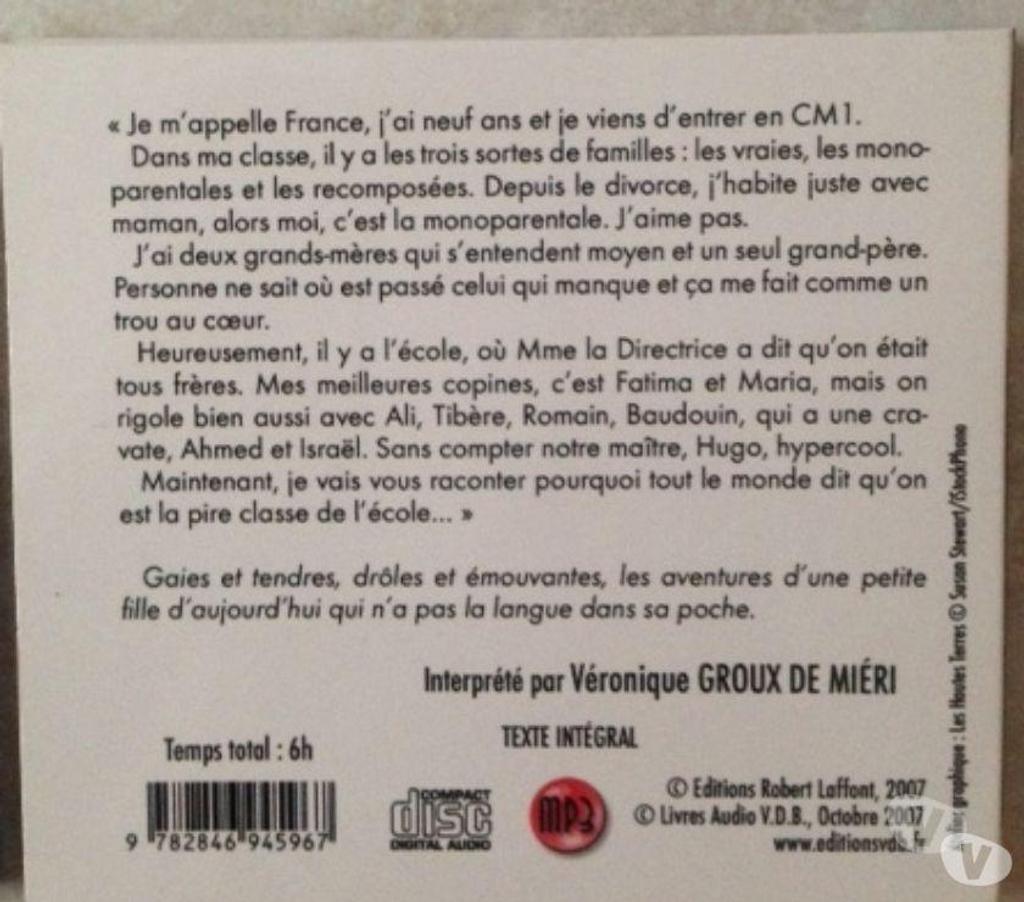 « Je m'appelle France, j'ai neuf ans et je viens d'entrer en CM1.
Dans ma classe, il y a les trois sortes de familles : les vraies, les mono-
parentales et les recomposées. Depuis le divorce, j'habite juste avec
maman, alors moi, c'est la monoparentale. J'aime pas.
J'ai deux grands-mères qui s'entendent moyen et un seul grand-père.
Personne ne sait où est passé celui qui manque et ça me fait comme un
trou au cœur.
Heureusement, il y a l'école, où Mme la Directrice a dit qu'on était
tous frères. Mes meilleures copines, c'est Fatima et Maria, mais on
rigole bien aussi avec Ali, Tibère, Romain, Baudouin, qui a une cra-
vate, Ahmed et Israël. Sans compter notre maître, Hugo, hypercool.
Maintenant, je vais vous raconter pourquoi tout le monde dit qu'on
est la pire classe de l'école... »
Gaies et tendres, drôles et émouvantes, les aventures d'une petite
fille d'aujourd'hui qui n'a pas la langue dans sa poche.
Interprété par Véronique GROUX DE MIÉRI
TEXTE INTÉGRAL
Temps total : 6h
9 782846 945967
COMPACT
disc
DIGITAL AUDIO
MP3
© Editions Robert Laffont, 2007
© Livres Audio V.D.B., Octobre 2007
www.editionsvdb.fr
graphique : Les Hautes Terres © Susan Stewart/iStockPhono
V